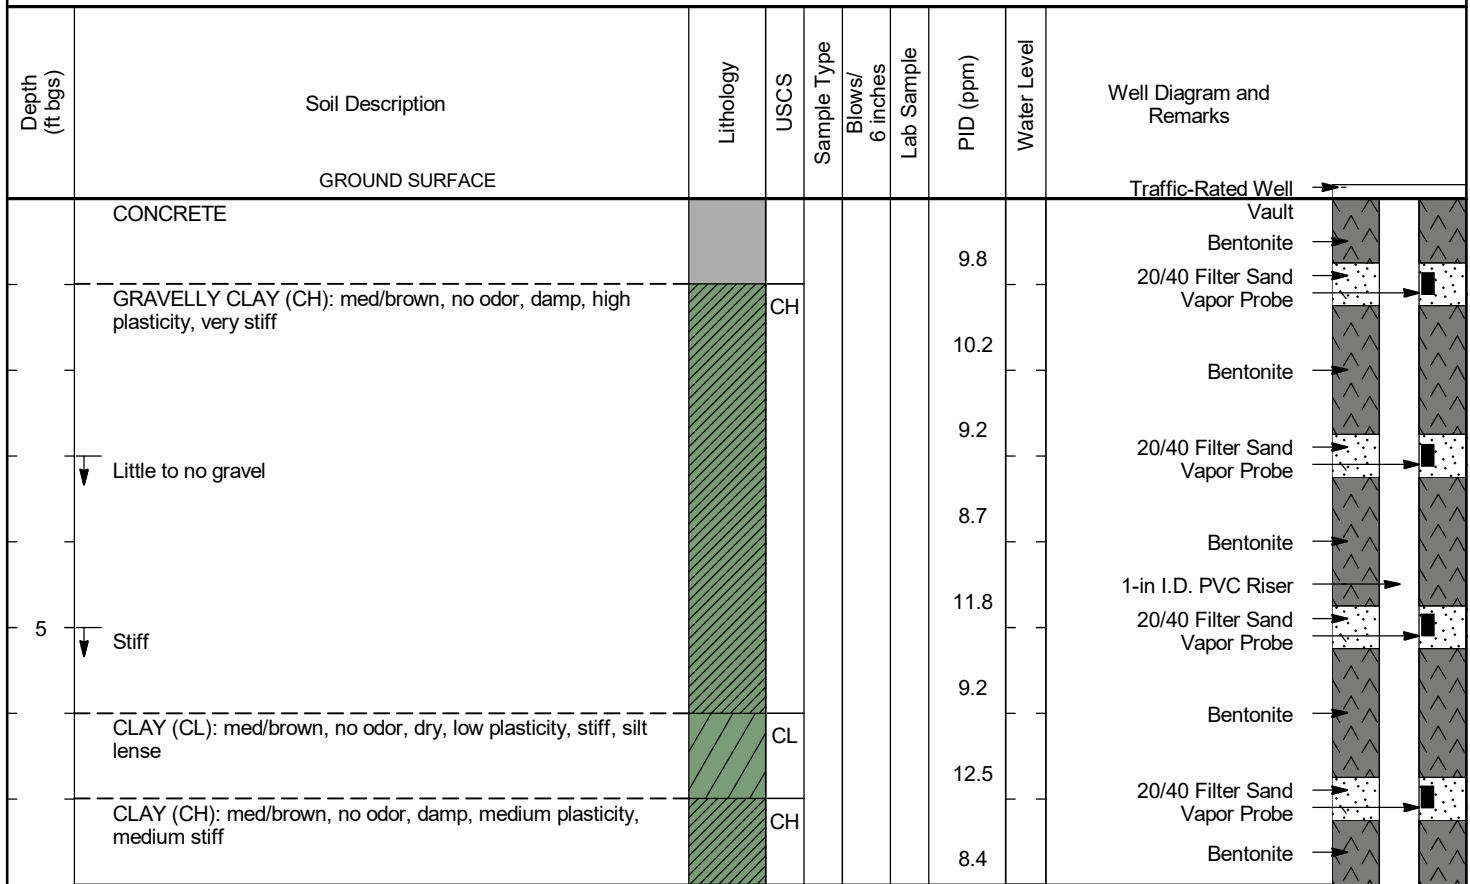 Depth
(ft bgs)
Soil Description
Lithology
USCS
Sample Type
Blows/
6 inches
Lab Sample
PID (ppm)
Water Level
Well Diagram and
Remarks
GROUND SURFACE
Traffic-Rated Well
Vault
CONCRETE
Bentonite
9.8
20/40 Filter Sand
Vapor Probe
GRAVELLY CLAY (CH): med/brown, no odor, damp, high
plasticity, very stiff
CH
10.2
Bentonite
9.2
20/40 Filter Sand
Vapor Probe
Little to no gravel
8.7
Bentonite
1-in I.D. PVC Riser
11.8
20/40 Filter Sand
Vapor Probe
5
Stiff
9.2
Bentonite
CLAY (CL): med/brown, no odor, dry, low plasticity, stiff, silt
lense
CL
12.5
20/40 Filter Sand
Vapor Probe
CLAY (CH): med/brown, no odor, damp, medium plasticity,
medium stiff
CH
8.4
Bentonite